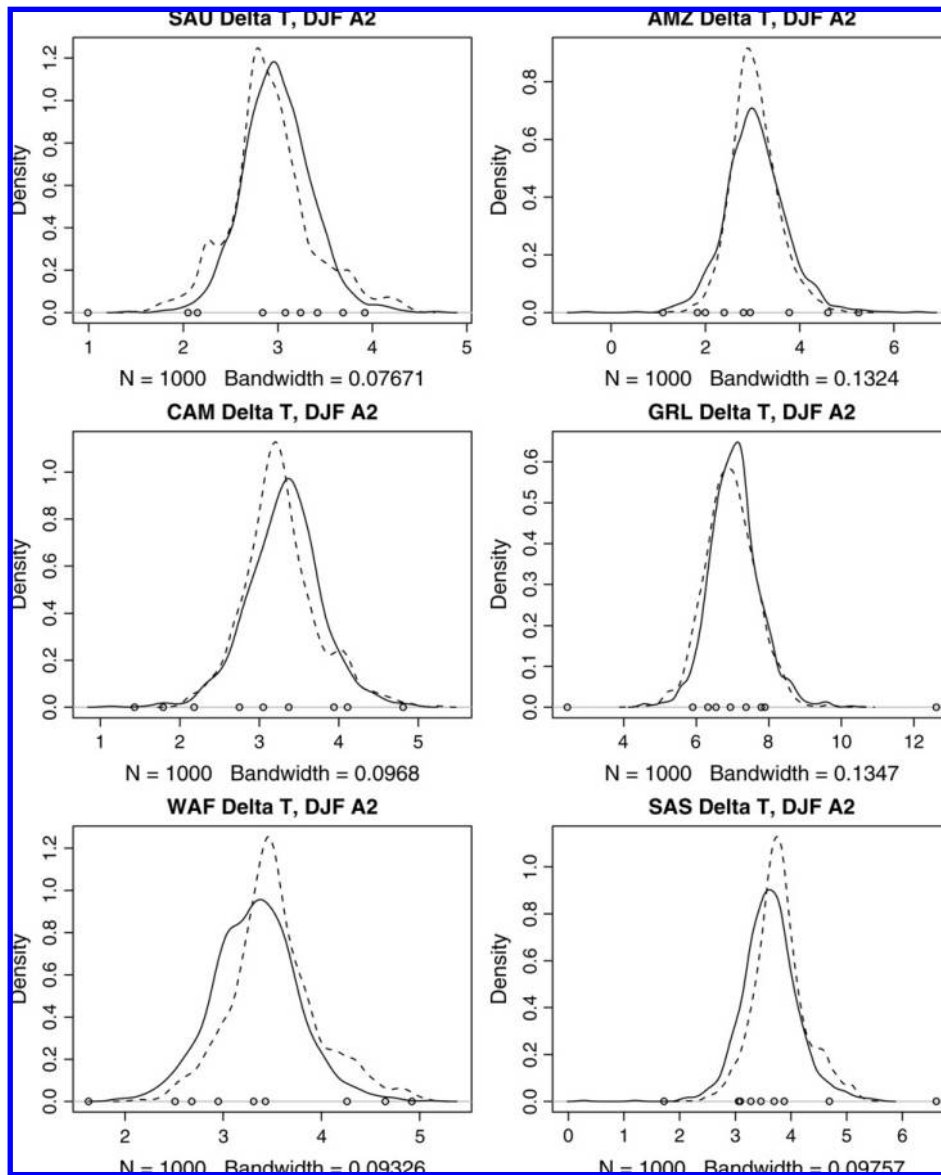 SAU Delta T, DJF A2
Density
0.0 0.2 0.4 0.6 0.8 1.0 1.2
1 2 3 4 5
N = 1000 Bandwidth = 0.07671
AMZ Delta T, DJF A2
Density
0.0 0.2 0.4 0.6 0.8
0 2 4 6
N = 1000 Bandwidth = 0.1324
CAM Delta T, DJF A2
Density
0.0 0.2 0.4 0.6 0.8 1.0
1 2 3 4 5
N = 1000 Bandwidth = 0.0968
GRL Delta T, DJF A2
Density
0.0 0.1 0.2 0.3 0.4 0.5 0.6
4 6 8 10 12
N = 1000 Bandwidth = 0.1347
WAF Delta T, DJF A2
Density
0.0 0.2 0.4 0.6 0.8 1.0 1.2
2 3 4 5
N = 1000 Bandwidth = 0.09326
SAS Delta T, DJF A2
Density
0.0 0.2 0.4 0.6 0.8 1.0
0 1 2 3 4 5 6
N = 1000 Bandwidth = 0.09757